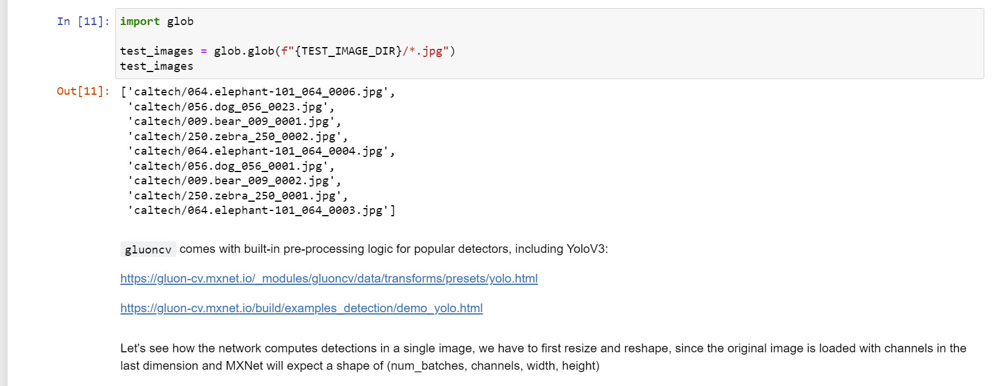 In [11]: import glob
test_images = glob.glob(f"{TEST_IMAGE_DIR}/*.jpg")
test_images
Out[11]: ['caltech/064.elephant-101_064_0006.jpg',
'caltech/056.dog_056_0023.jpg',
'caltech/009.bear_009_0001.jpg',
'caltech/250.zebra_250_0002.jpg',
'caltech/064.elephant-101_064_0004.jpg',
'caltech/056.dog_056_0001.jpg',
'caltech/009.bear_009_0002.jpg',
'caltech/250.zebra_250_0001.jpg',
'caltech/064.elephant-101_064_0003.jpg']
gluoncv comes with built-in pre-processing logic for popular detectors, including YoloV3:
https://gluon-cv.mxnet.io/_modules/gluoncv/data/transforms/presets/yolo.html
https://gluon-cv.mxnet.io/build/examples_detection/demo_yolo.html
Let's see how the network computes detections in a single image, we have to first resize and reshape, since the original image is loaded with channels in the
last dimension and MXNet will expect a shape of (num_batches, channels, width, height)